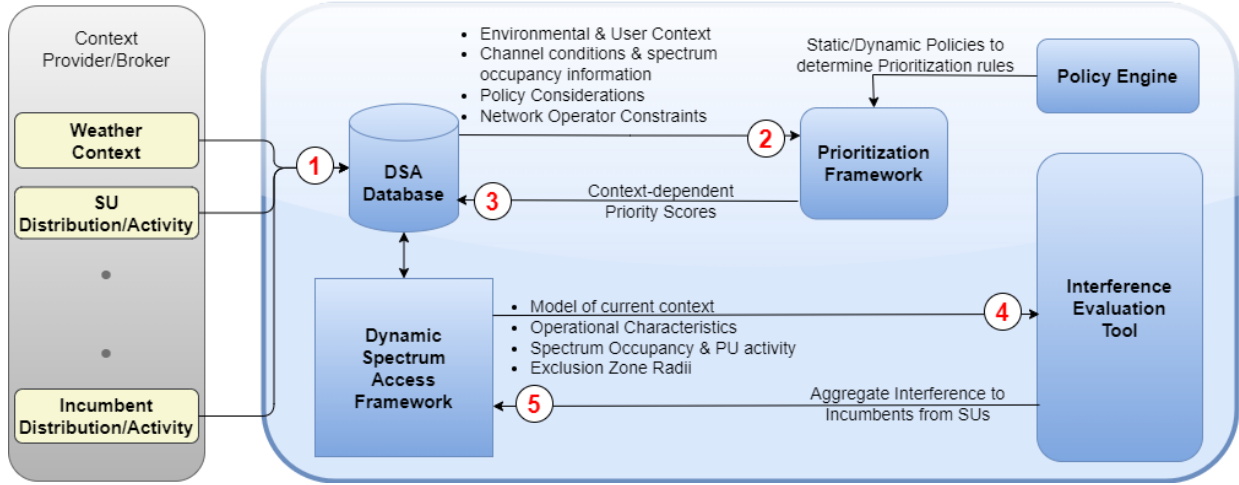 Context
Provider/Broker
Weather
Context
SU
Distribution/Activity
Incumbent
Distribution/Activity
1
DSA
Database
• Environmental & User Context
• Channel conditions & spectrum
occupancy information
• Policy Considerations
• Network Operator Constraints
2
Static/Dynamic Policies to
determine Prioritization rules
Policy Engine
Prioritization
Framework
3
Context-dependent
Priority Scores
Dynamic
Spectrum
Access
Framework
• Model of current context
• Operational Characteristics
• Spectrum Occupancy & PU activity
• Exclusion Zone Radii
4
Interference
Evaluation
Tool
5
Aggregate Interference to
Incumbents from SUs